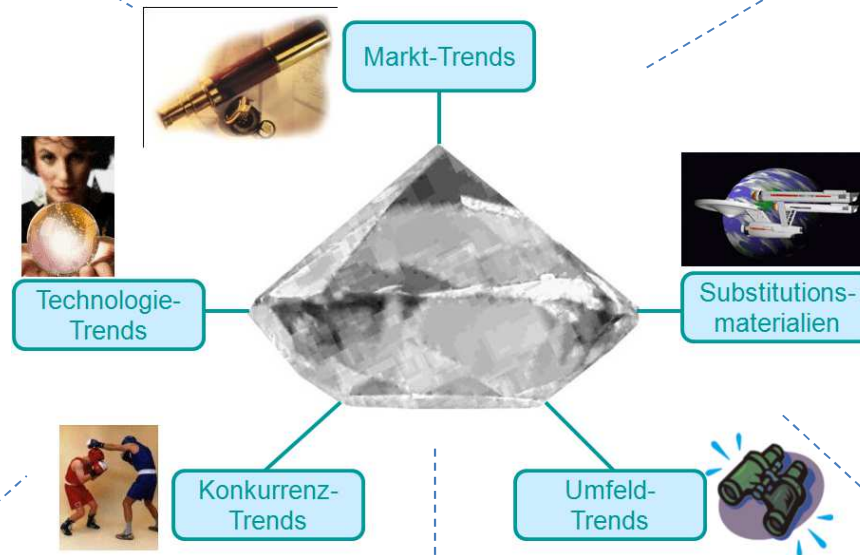 Markt-Trends
Technologie-
Trends
Substitutions-
materialien
Konkurrenz-
Trends
Umfeld-
Trends